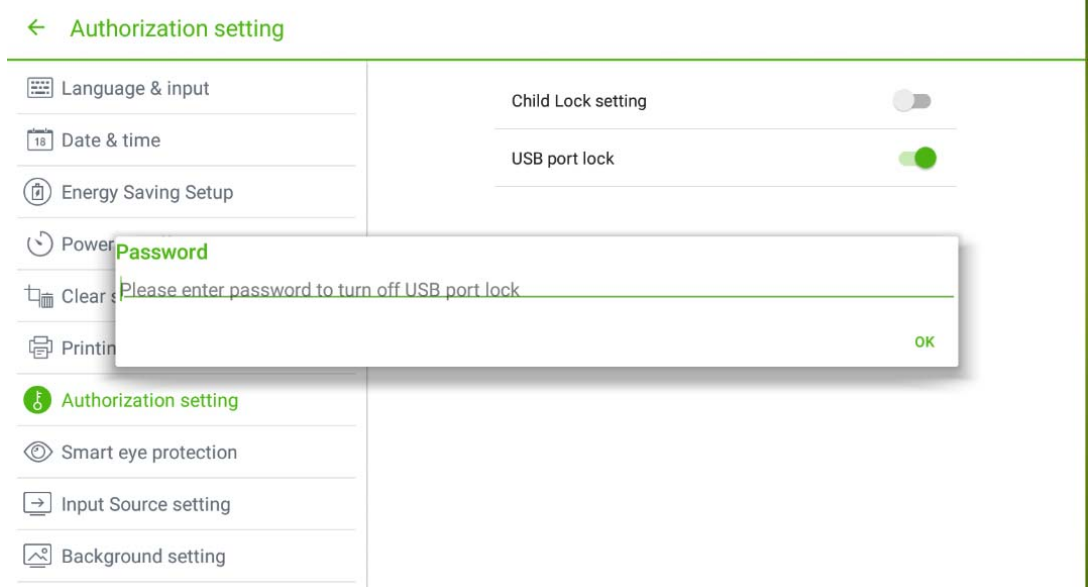 Authorization setting
Language & input
Child Lock setting
18 Date & time
USB port lock
Energy Saving Setup
Power
Password
Please enter password to turn off USB port lock
Clear
OK
Authorization setting
Smart eye protection
Input Source setting
Background setting